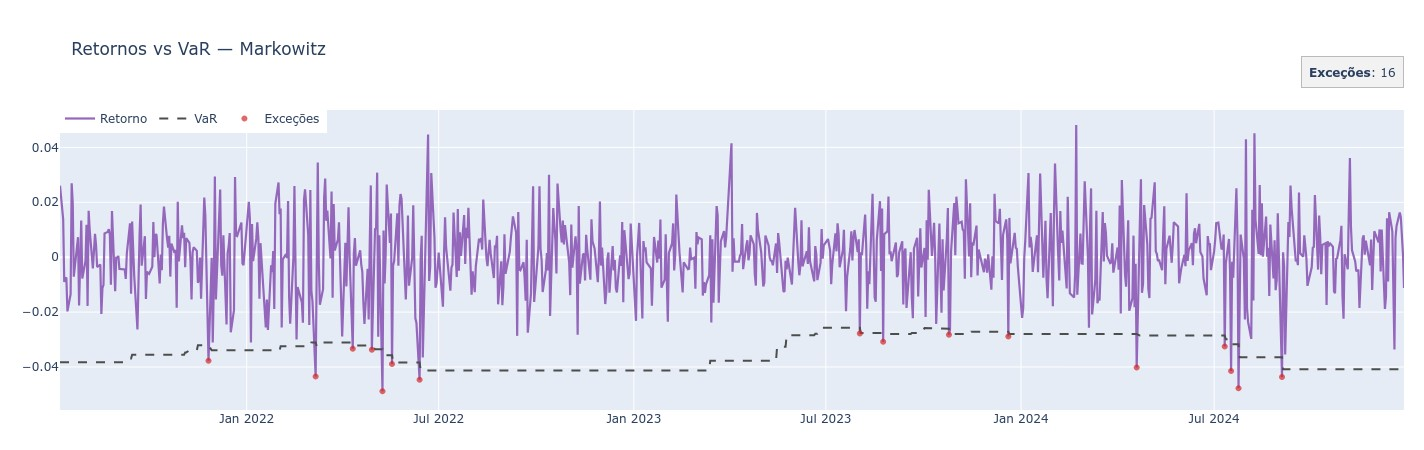 Retornos vs VaR — Markowitz
Exceções: 16
Retorno VaR Exceções
0.04
0.02
0
−0.02
−0.04
Jan 2022 Jul 2022 Jan 2023 Jul 2023 Jan 2024 Jul 2024